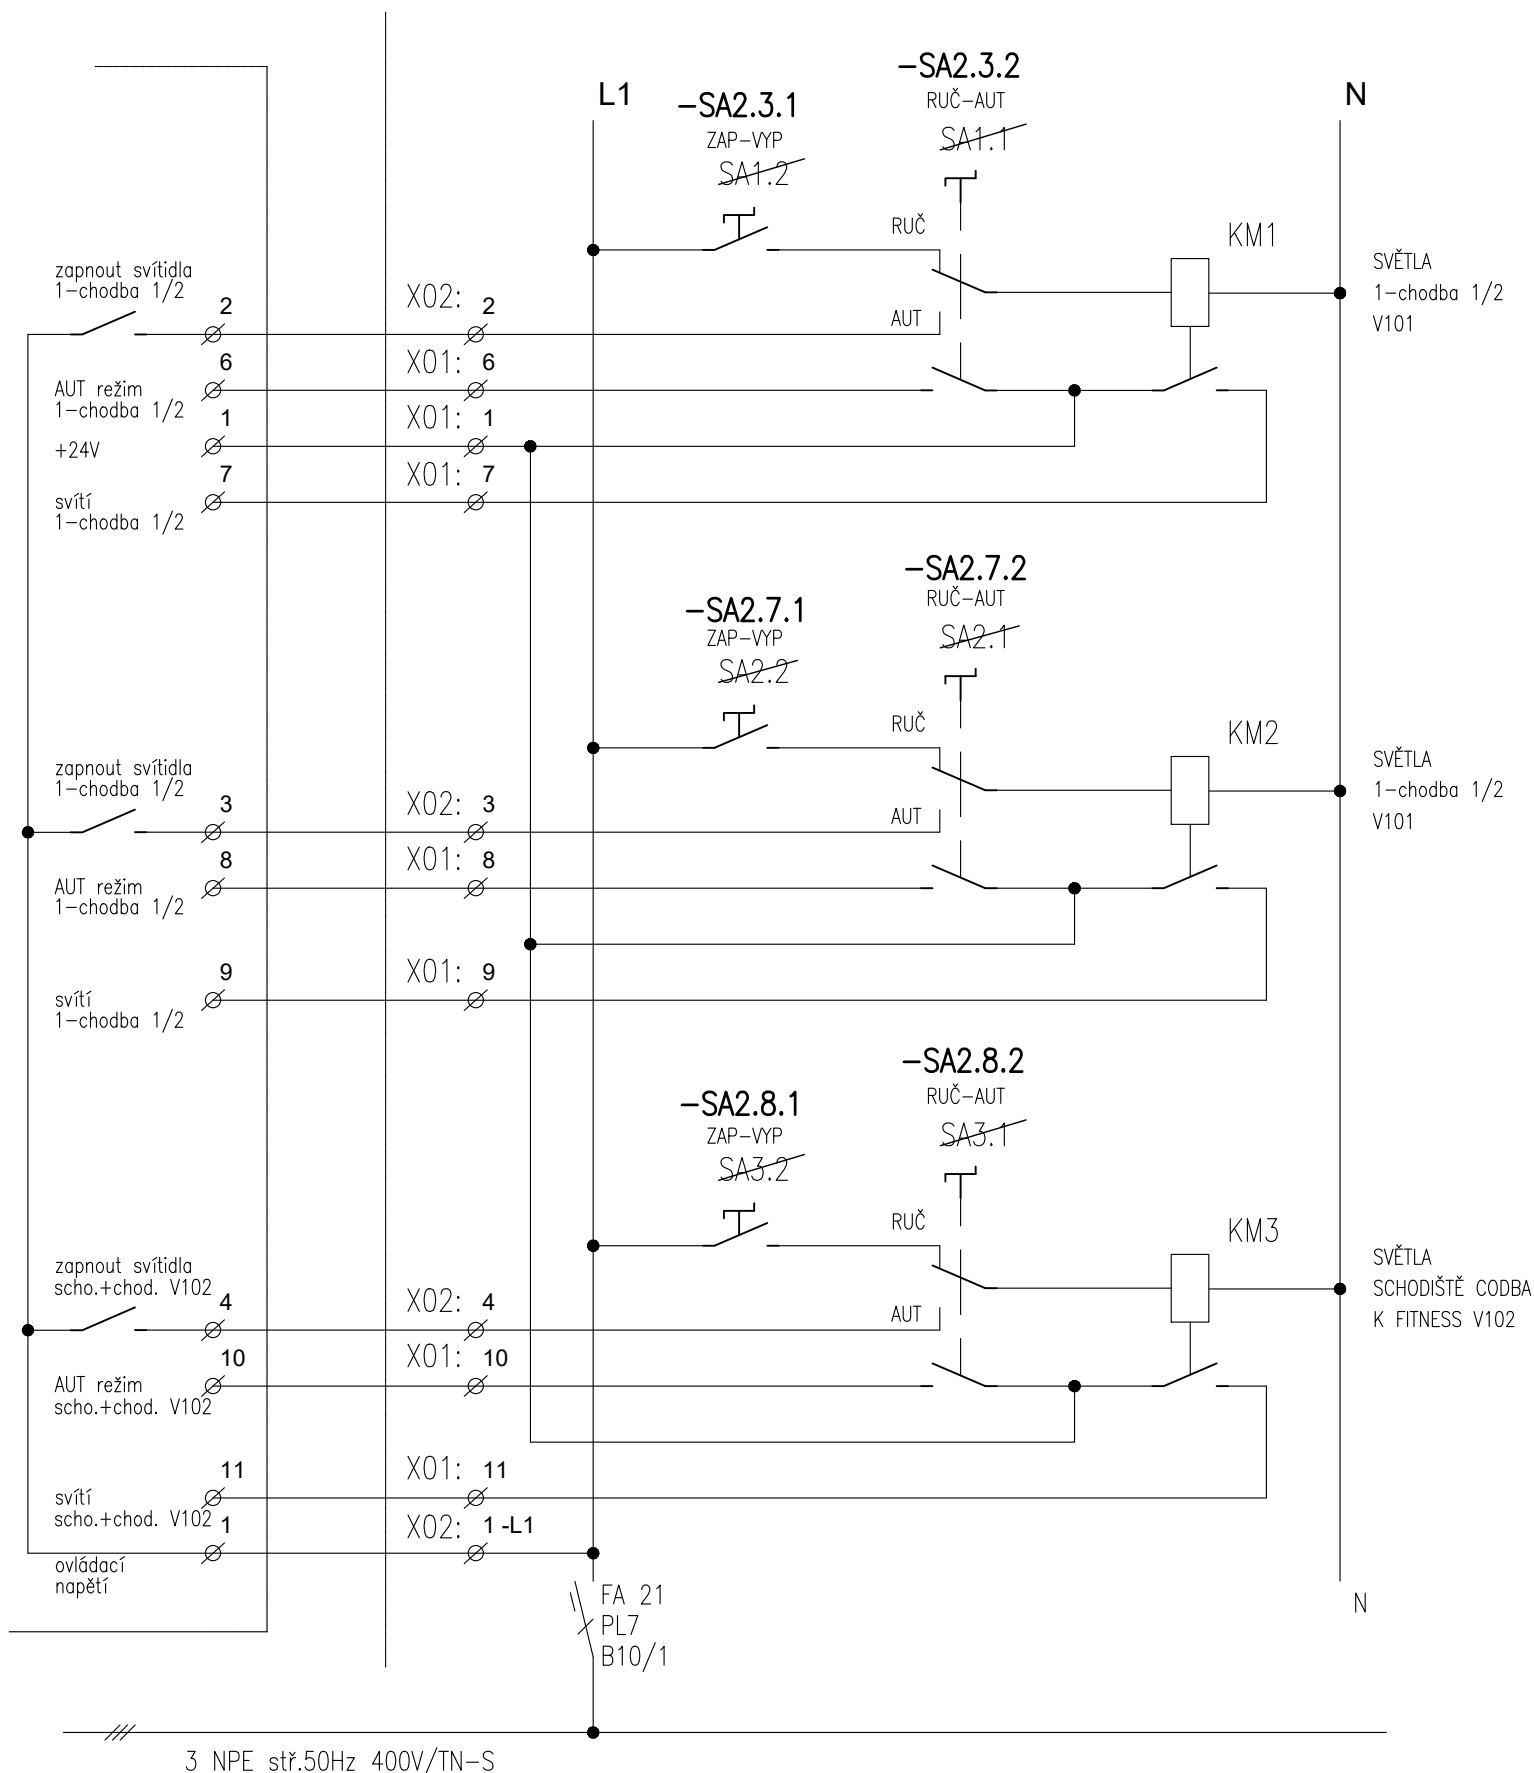 -SA2.3.2
L1
N
-SA2.3.1
RUČ-AUT
SA1.1
ZAP-VYP
SA1.2
RUČ
KM1
SVĚTLA
1-chodba 1/2
V101
zapnout svítidla
1-chodba 1/2
2
X02: 2
AUT
AUT režim
1-chodba 1/2
6
X01: 6
+24V
1
X01: 1
svítí
1-chodba 1/2
7
X01: 7
-SA2.7.2
RUČ-AUT
SA2.1
-SA2.7.1
ZAP-VYP
SA2.2
RUČ
KM2
SVĚTLA
1-chodba 1/2
V101
zapnout svítidla
1-chodba 1/2
3
X02: 3
AUT
AUT režim
1-chodba 1/2
8
X01: 8
svítí
1-chodba 1/2
9
X01: 9
-SA2.8.2
RUČ-AUT
SA3.1
-SA2.8.1
ZAP-VYP
SA3.2
RUČ
KM3
SVĚTLA
SCHODIŠTĚ CODBA
K FITNESS V102
zapnout svítidla
scho.+chod. V102
4
X02: 4
AUT
AUT režim
scho.+chod. V102
10
X01: 10
svítí
scho.+chod. V102
11
X01: 11
ovládací
napětí
1
X02: 1 -L1
FA 21
PL7
B10/1
N
3 NPE stř.50Hz 400V/TN-S